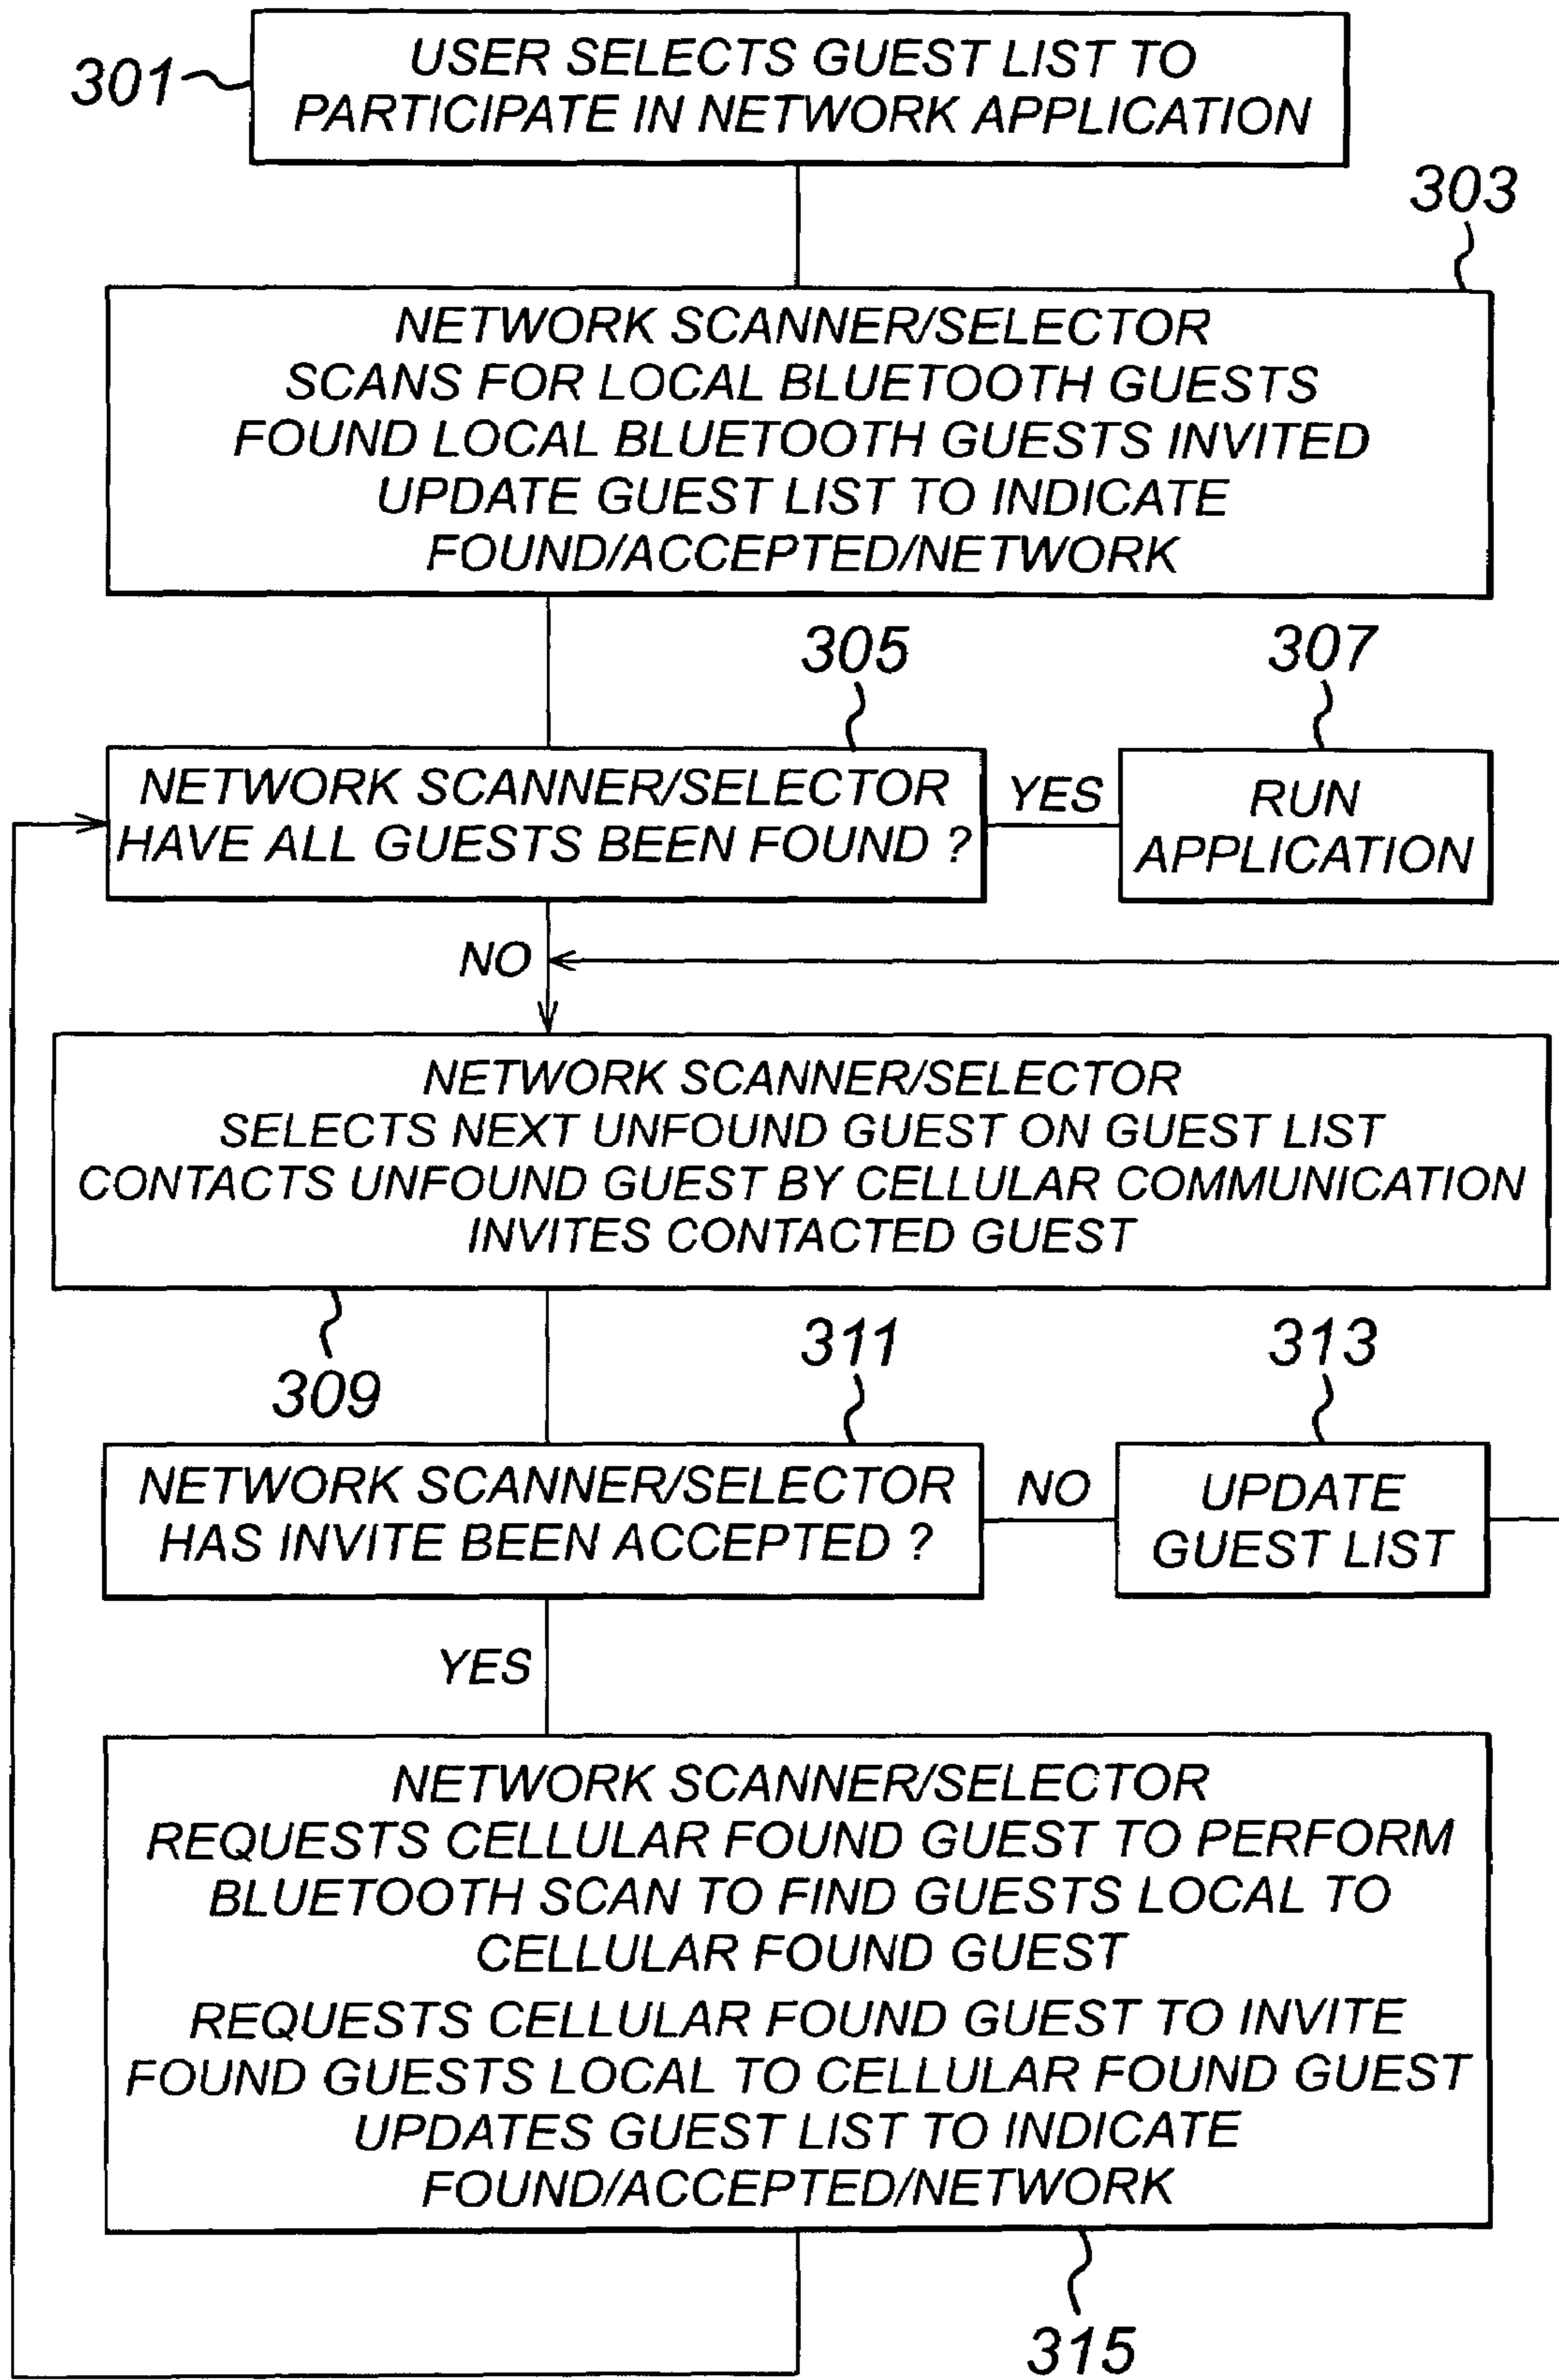 301
USER SELECTS GUEST LIST TO
PARTICIPATE IN NETWORK APPLICATION
303
NETWORK SCANNER/SELECTOR
SCANS FOR LOCAL BLUETOOTH GUESTS
FOUND LOCAL BLUETOOTH GUESTS INVITED
UPDATE GUEST LIST TO INDICATE
FOUND/ACCEPTED/NETWORK
305
307
NETWORK SCANNER/SELECTOR
HAVE ALL GUESTS BEEN FOUND ?
YES
RUN
APPLICATION
NO
NETWORK SCANNER/SELECTOR
SELECTS NEXT UNFOUND GUEST ON GUEST LIST
CONTACTS UNFOUND GUEST BY CELLULAR COMMUNICATION
INVITES CONTACTED GUEST
309
311
313
NETWORK SCANNER/SELECTOR
HAS INVITE BEEN ACCEPTED ?
NO
UPDATE
GUEST LIST
YES
NETWORK SCANNER/SELECTOR
REQUESTS CELLULAR FOUND GUEST TO PERFORM
BLUETOOTH SCAN TO FIND GUESTS LOCAL TO
CELLULAR FOUND GUEST
REQUESTS CELLULAR FOUND GUEST TO INVITE
FOUND GUESTS LOCAL TO CELLULAR FOUND GUEST
UPDATES GUEST LIST TO INDICATE
FOUND/ACCEPTED/NETWORK
315